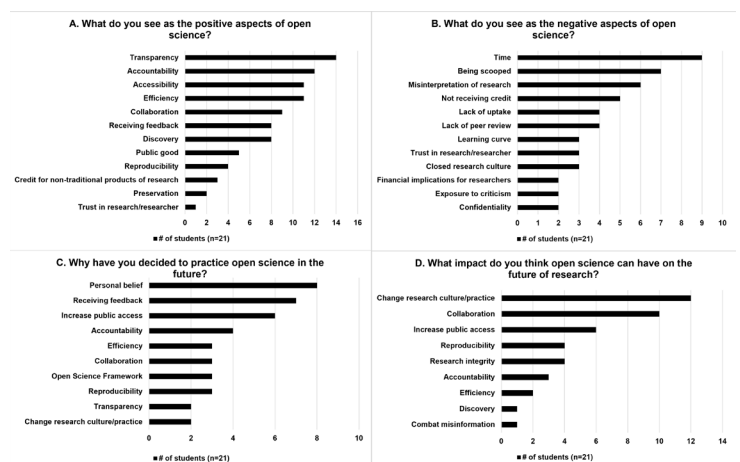 A. What do you see as the positive aspects of open
science?
Transparency
Accountability
Accessibility
Efficiency
Collaboration
Receiving feedback
Discovery
Public good
Reproducibility
Credit for non-traditional products of research
Preservation
Trust in research/researcher
0 2 4 6 8 10 12 14 16
# of students (n=21)
B. What do you see as the negative aspects of open
science?
Time
Being scooped
Misinterpretation of research
Not receiving credit
Lack of uptake
Lack of peer review
Learning curve
Trust in research/researcher
Closed research culture
Financial implications for researchers
Exposure to criticism
Confidentiality
0 1 2 3 4 5 6 7 8 9 10
# of students (n=21)
C. Why have you decided to practice open science in the
future?
Personal belief
Receiving feedback
Increase public access
Accountability
Efficiency
Collaboration
Open Science Framework
Reproducibility
Transparency
Change research culture/practice
0 2 4 6 8 10
# of students (n=21)
D. What impact do you think open science can have on the
future of research?
Change research culture/practice
Collaboration
Increase public access
Reproducibility
Research integrity
Accountability
Efficiency
Discovery
Combat misinformation
0 2 4 6 8 10 12 14
# of students (n=21)